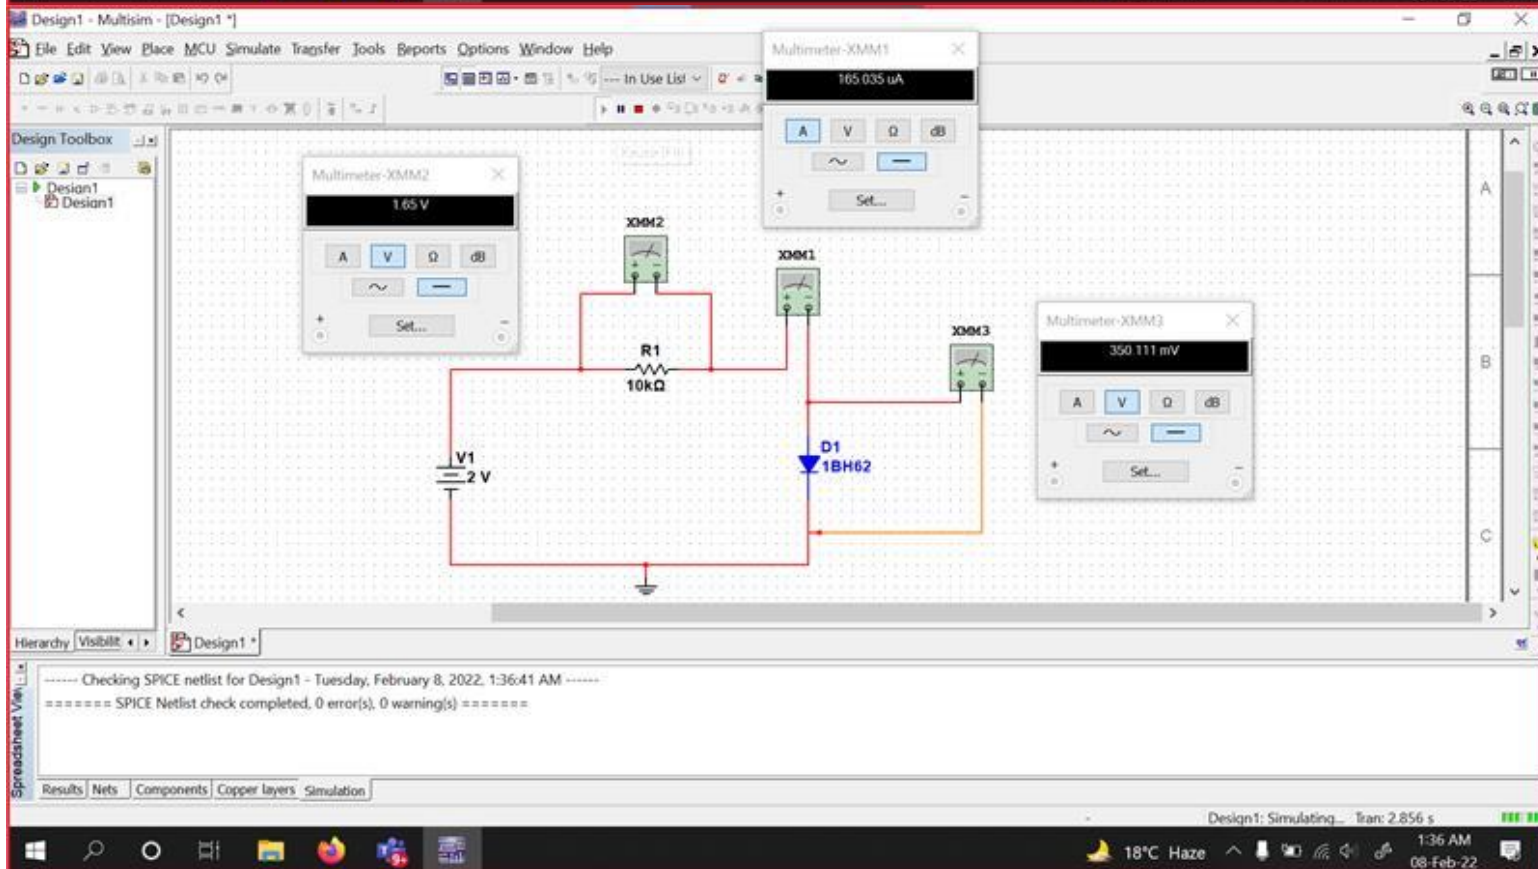 Design1 - Multisim - [Design1 *]
File Edit View Place MCU Simulate Transfer Tools Reports Options Window Help
--- In Use List
Multimeter-XMM1
165.035 uA
A V Ω dB
Set...
+ -
Design Toolbox
Design1
Design1
Multimeter-XMM2
1.65 V
A V Ω dB
Set...
+ -
XMM2
XMM1
XMM3
Multimeter-XMM3
350.111 mV
A V Ω dB
Set...
+ -
R1
10kΩ
V1
2 V
D1
1BH62
A
B
C
Hierarchy Visibilit
Design1 *
Spreadsheet View
------ Checking SPICE netlist for Design1 - Tuesday, February 8, 2022, 1:36:41 AM ------
======= SPICE Netlist check completed, 0 error(s), 0 warning(s) =======
Results Nets Components Copper layers Simulation
- Design1: Simulating... Tran: 2.856 s
9+
18°C Haze
1:36 AM
08-Feb-22